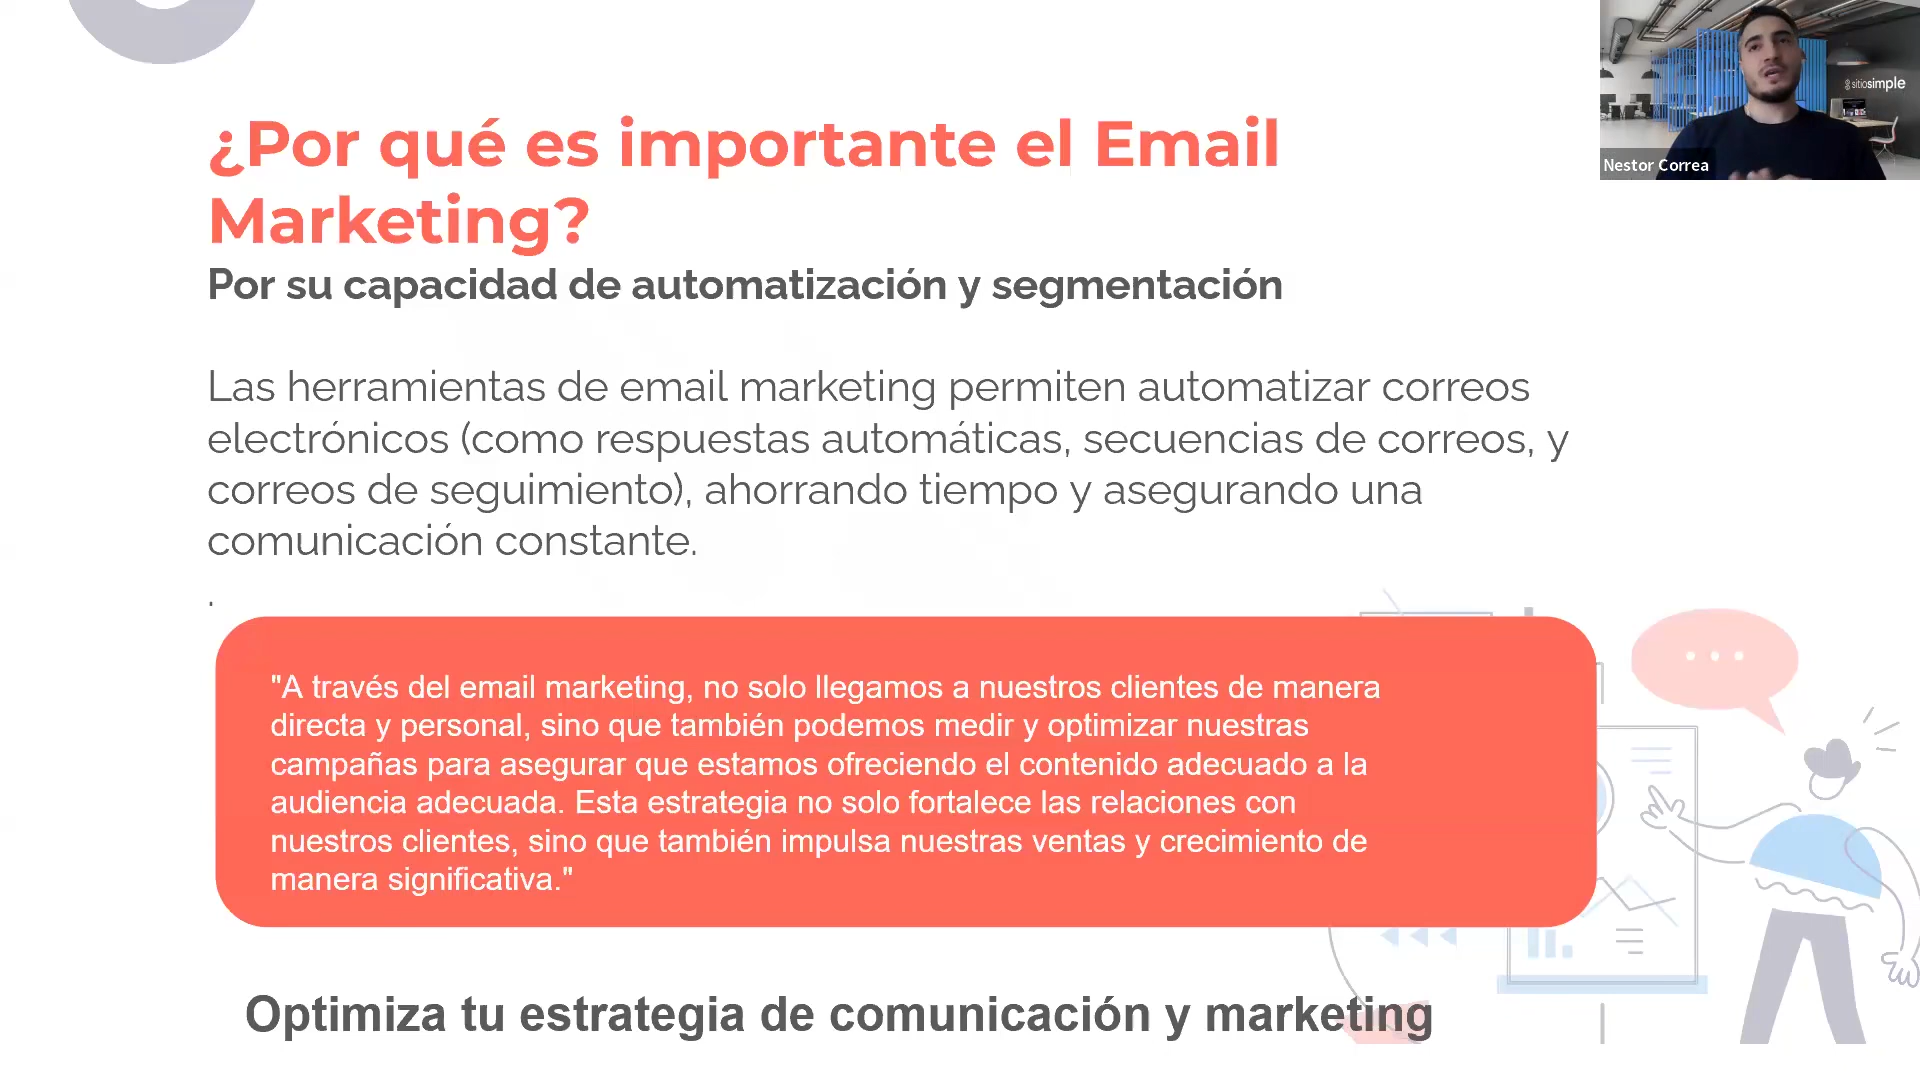 ¿Por qué es importante el Email
Marketing?
Por su capacidad de automatización y segmentación
Las herramientas de email marketing permiten automatizar correos
electrónicos (como respuestas automáticas, secuencias de correos, y
correos de seguimiento), ahorrando tiempo y asegurando una
comunicación constante.
.
"A través del email marketing, no solo llegamos a nuestros clientes de manera
directa y personal, sino que también podemos medir y optimizar nuestras
campañas para asegurar que estamos ofreciendo el contenido adecuado a la
audiencia adecuada. Esta estrategia no solo fortalece las relaciones con
nuestros clientes, sino que también impulsa nuestras ventas y crecimiento de
manera significativa."
Optimiza tu estrategia de comunicación y marketing
sitiosimple
Nestor Correa